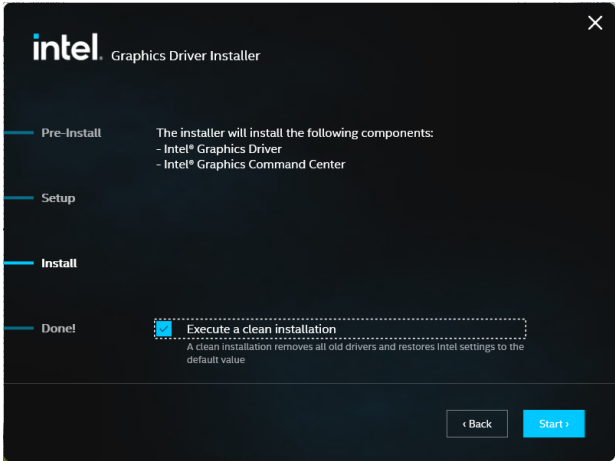 intel. Graphics Driver Installer
Pre-Install
The installer will install the following components:
- Intel® Graphics Driver
- Intel® Graphics Command Center
Setup
Install
Done!
Execute a clean installation
A clean installation removes all old drivers and restores Intel settings to the
default value
‹ Back
Start ›